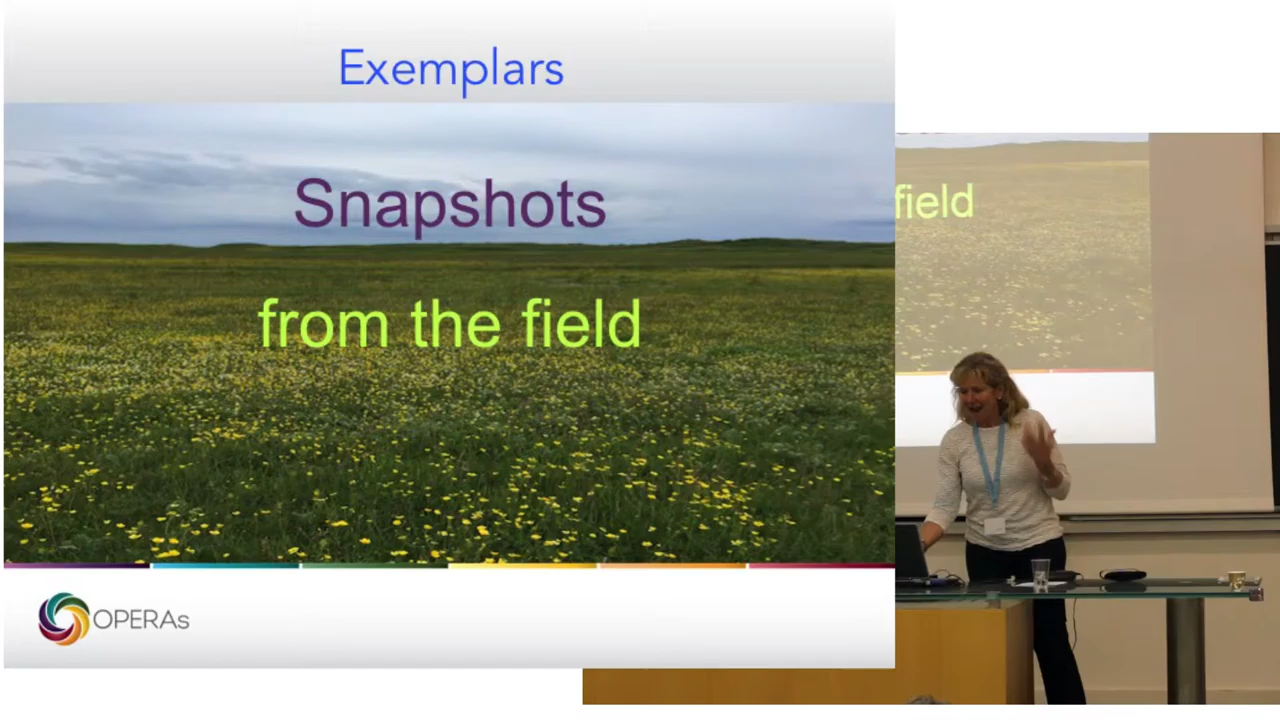 Exemplars
Snapshots
from the field
OPERAs
field